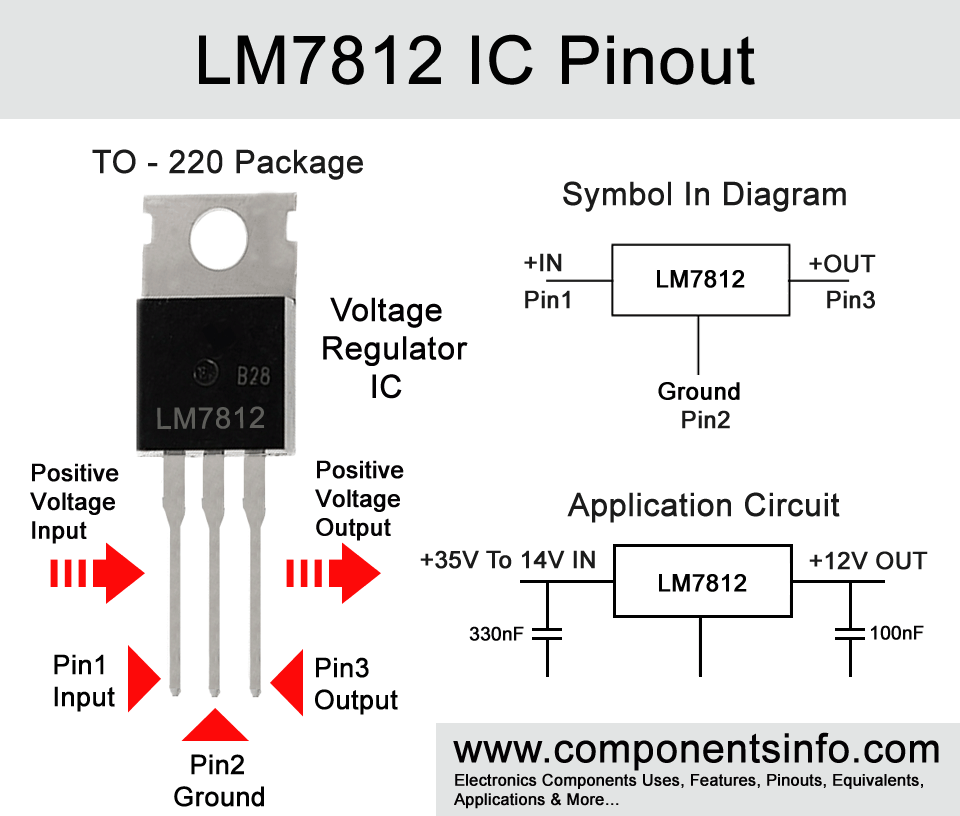 LM7812 IC Pinout
TO - 220 Package
B28
LM7812
Voltage
Regulator
IC
Positive
Voltage
Input
Positive
Voltage
Output
Pin1
Input
Pin3
Output
Pin2
Ground
Symbol In Diagram
+IN
Pin1
LM7812
+OUT
Pin3
Ground
Pin2
Application Circuit
+35V To 14V IN
LM7812
+12V OUT
330nF
100nF
www.componentsinfo.com
Electronics Components Uses, Features, Pinouts, Equivalents,
Applications & More...